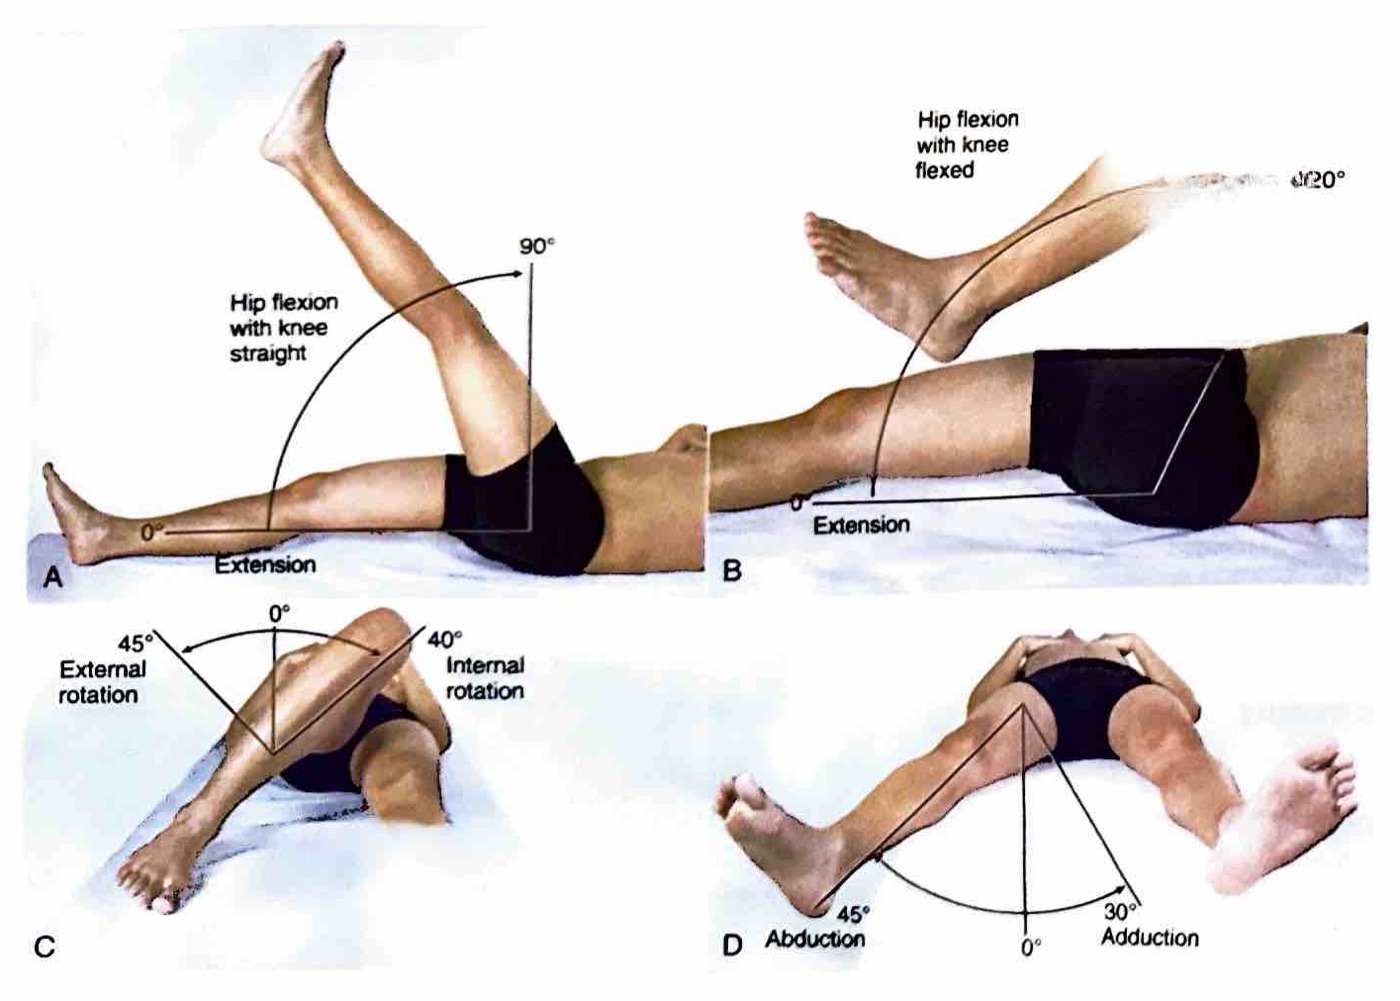 90°
Hip flexion
with knee
straight
0°
Extension
A
Hip flexion
with knee
flexed
0°
Extension
B
0°
45°
External
rotation
40°
Internal
rotation
C
45°
Abduction
0°
30°
Adduction
D